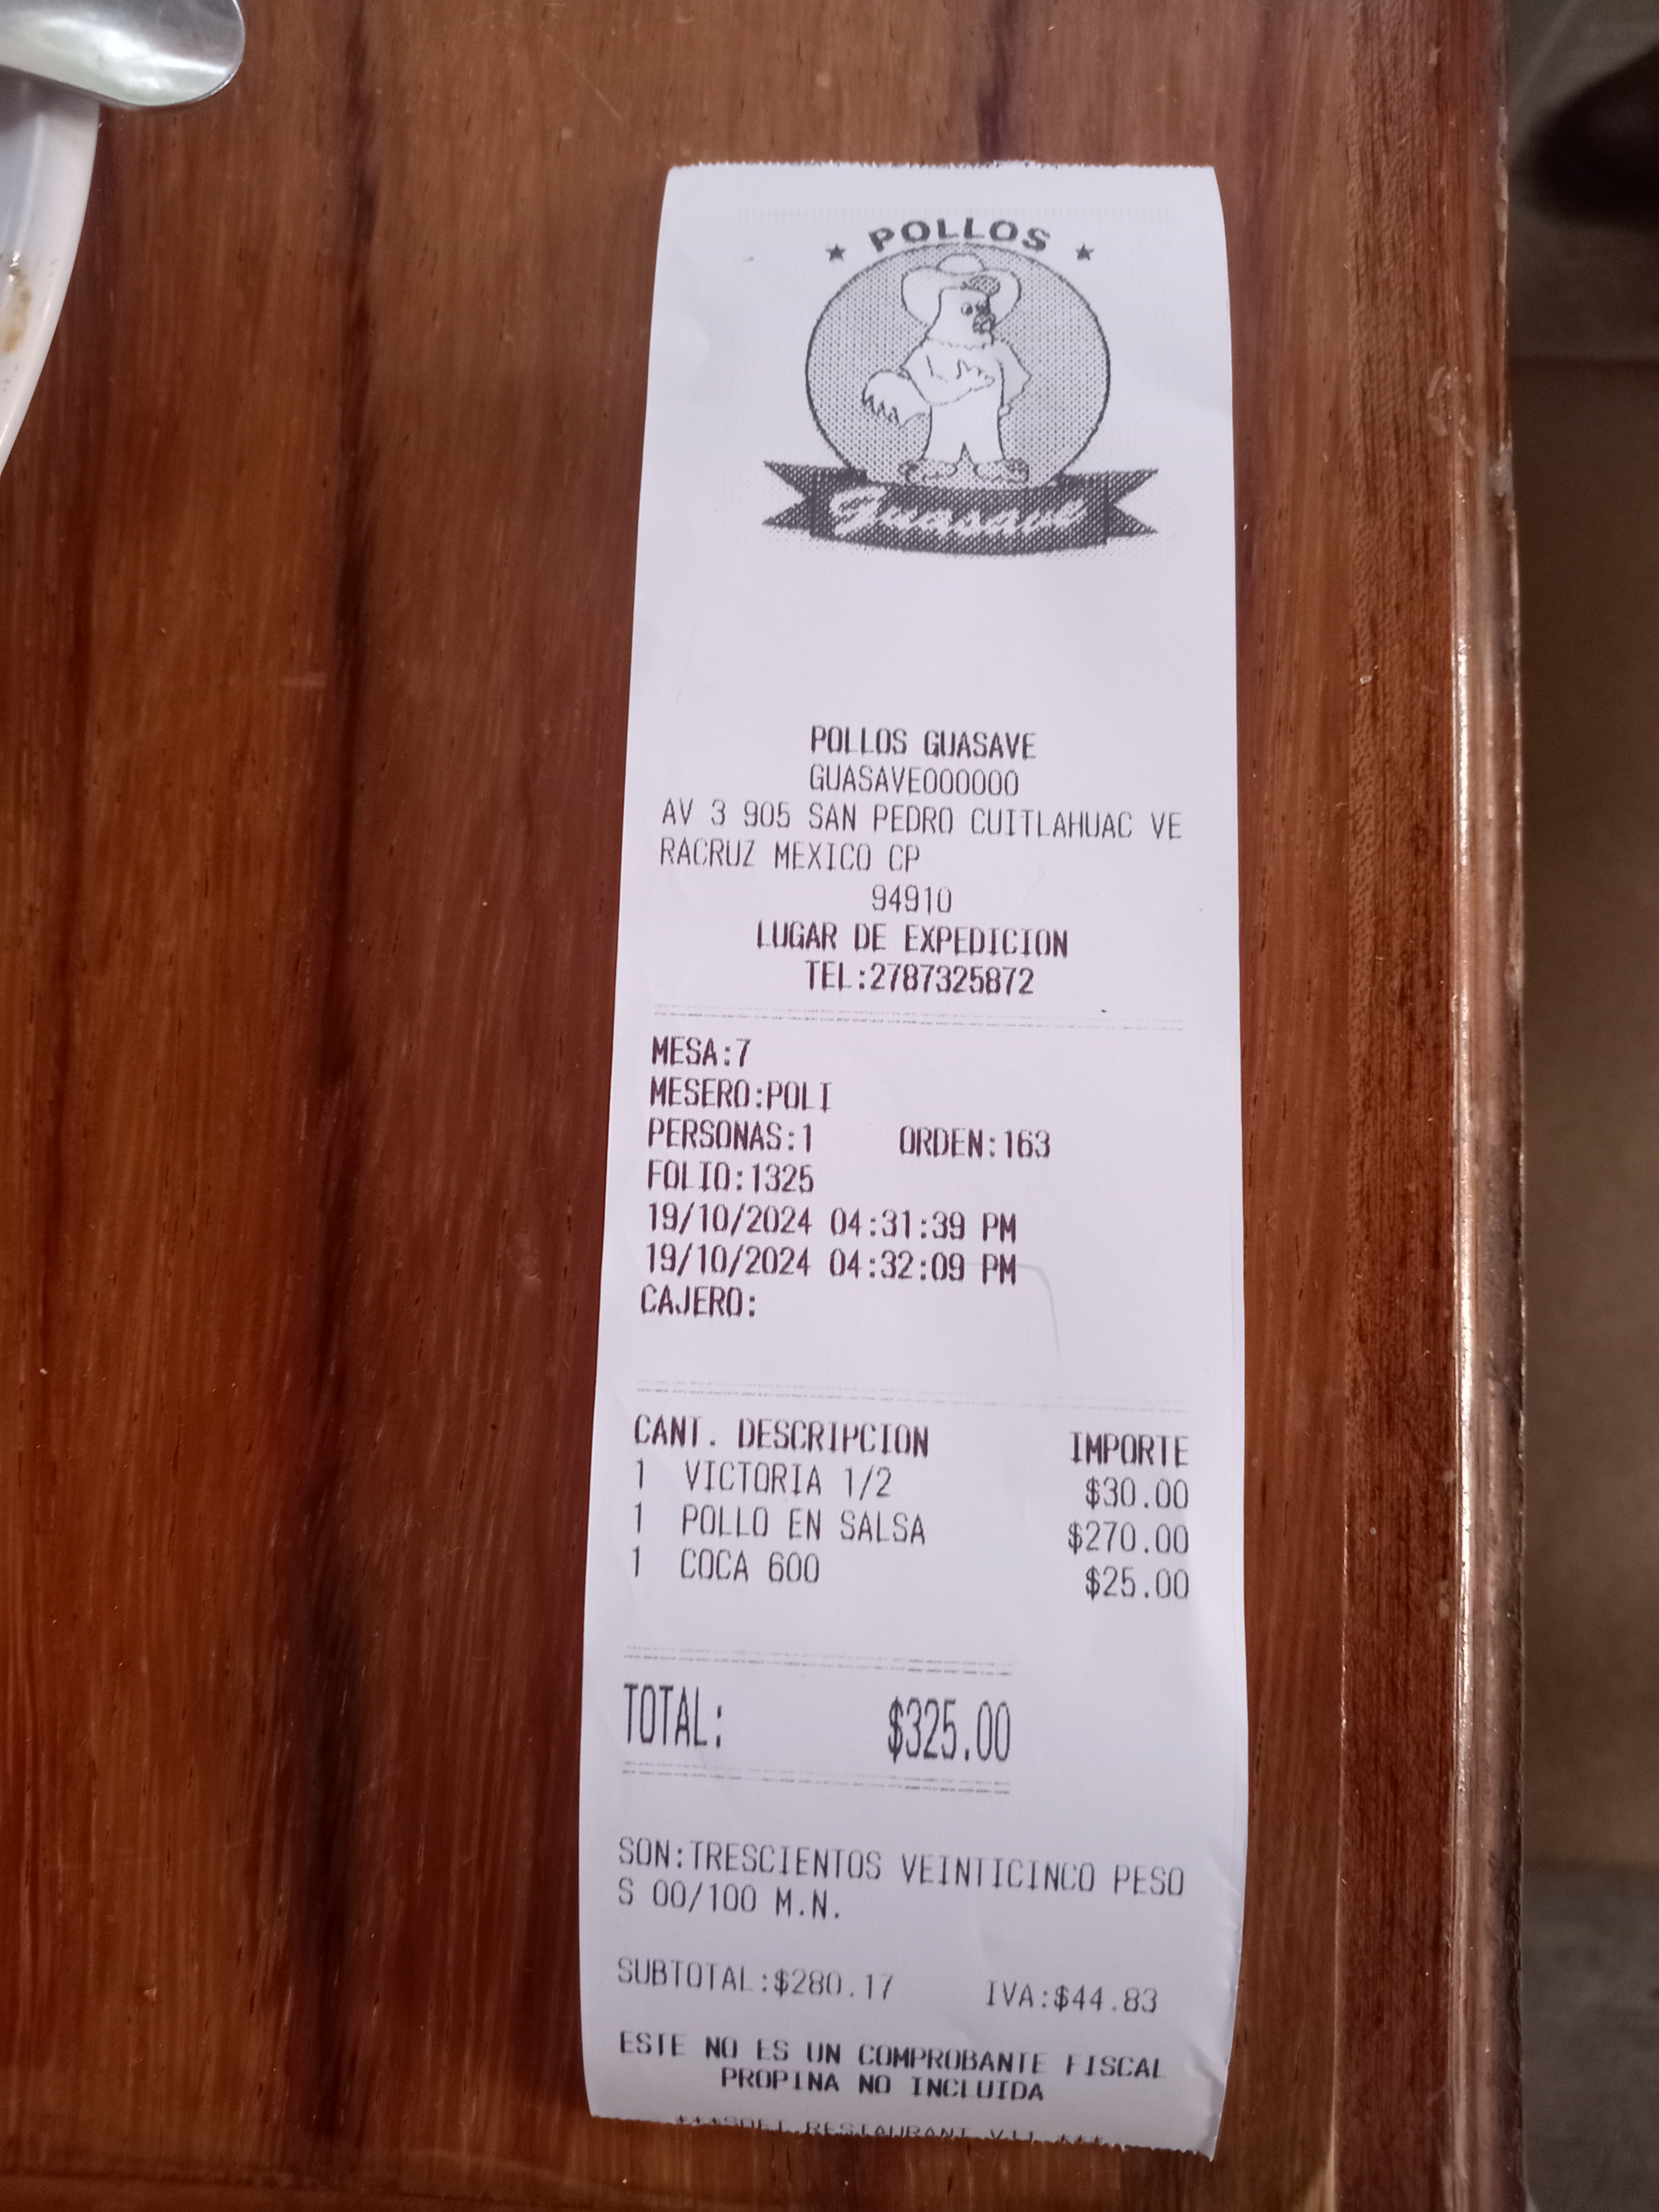 POLLOS
Guasave
POLLOS GUASAVE
GUASAVE000000
AV 3 905 SAN PEDRO CUITLAHUAC VE
RACRUZ MEXICO CP
94910
LUGAR DE EXPEDICION
TEL:2787325872
MESA:7
MESERO:POLI
PERSONAS:1 ORDEN:163
FOLIO:1325
19/10/2024 04:31:39 PM
19/10/2024 04:32:09 PM
CAJERO:
CANT. DESCRIPCION IMPORTE
1 VICTORIA 1/2 $30.00
1 POLLO EN SALSA $270.00
1 COCA 600 $25.00
TOTAL: $325.00
SON:TRESCIENTOS VEINTICINCO PESO
S 00/100 M.N.
SUBTOTAL:$280.17 IVA:$44.83
ESTE NO ES UN COMPROBANTE FISCAL
PROPINA NO INCLUIDA
RESTAURANT